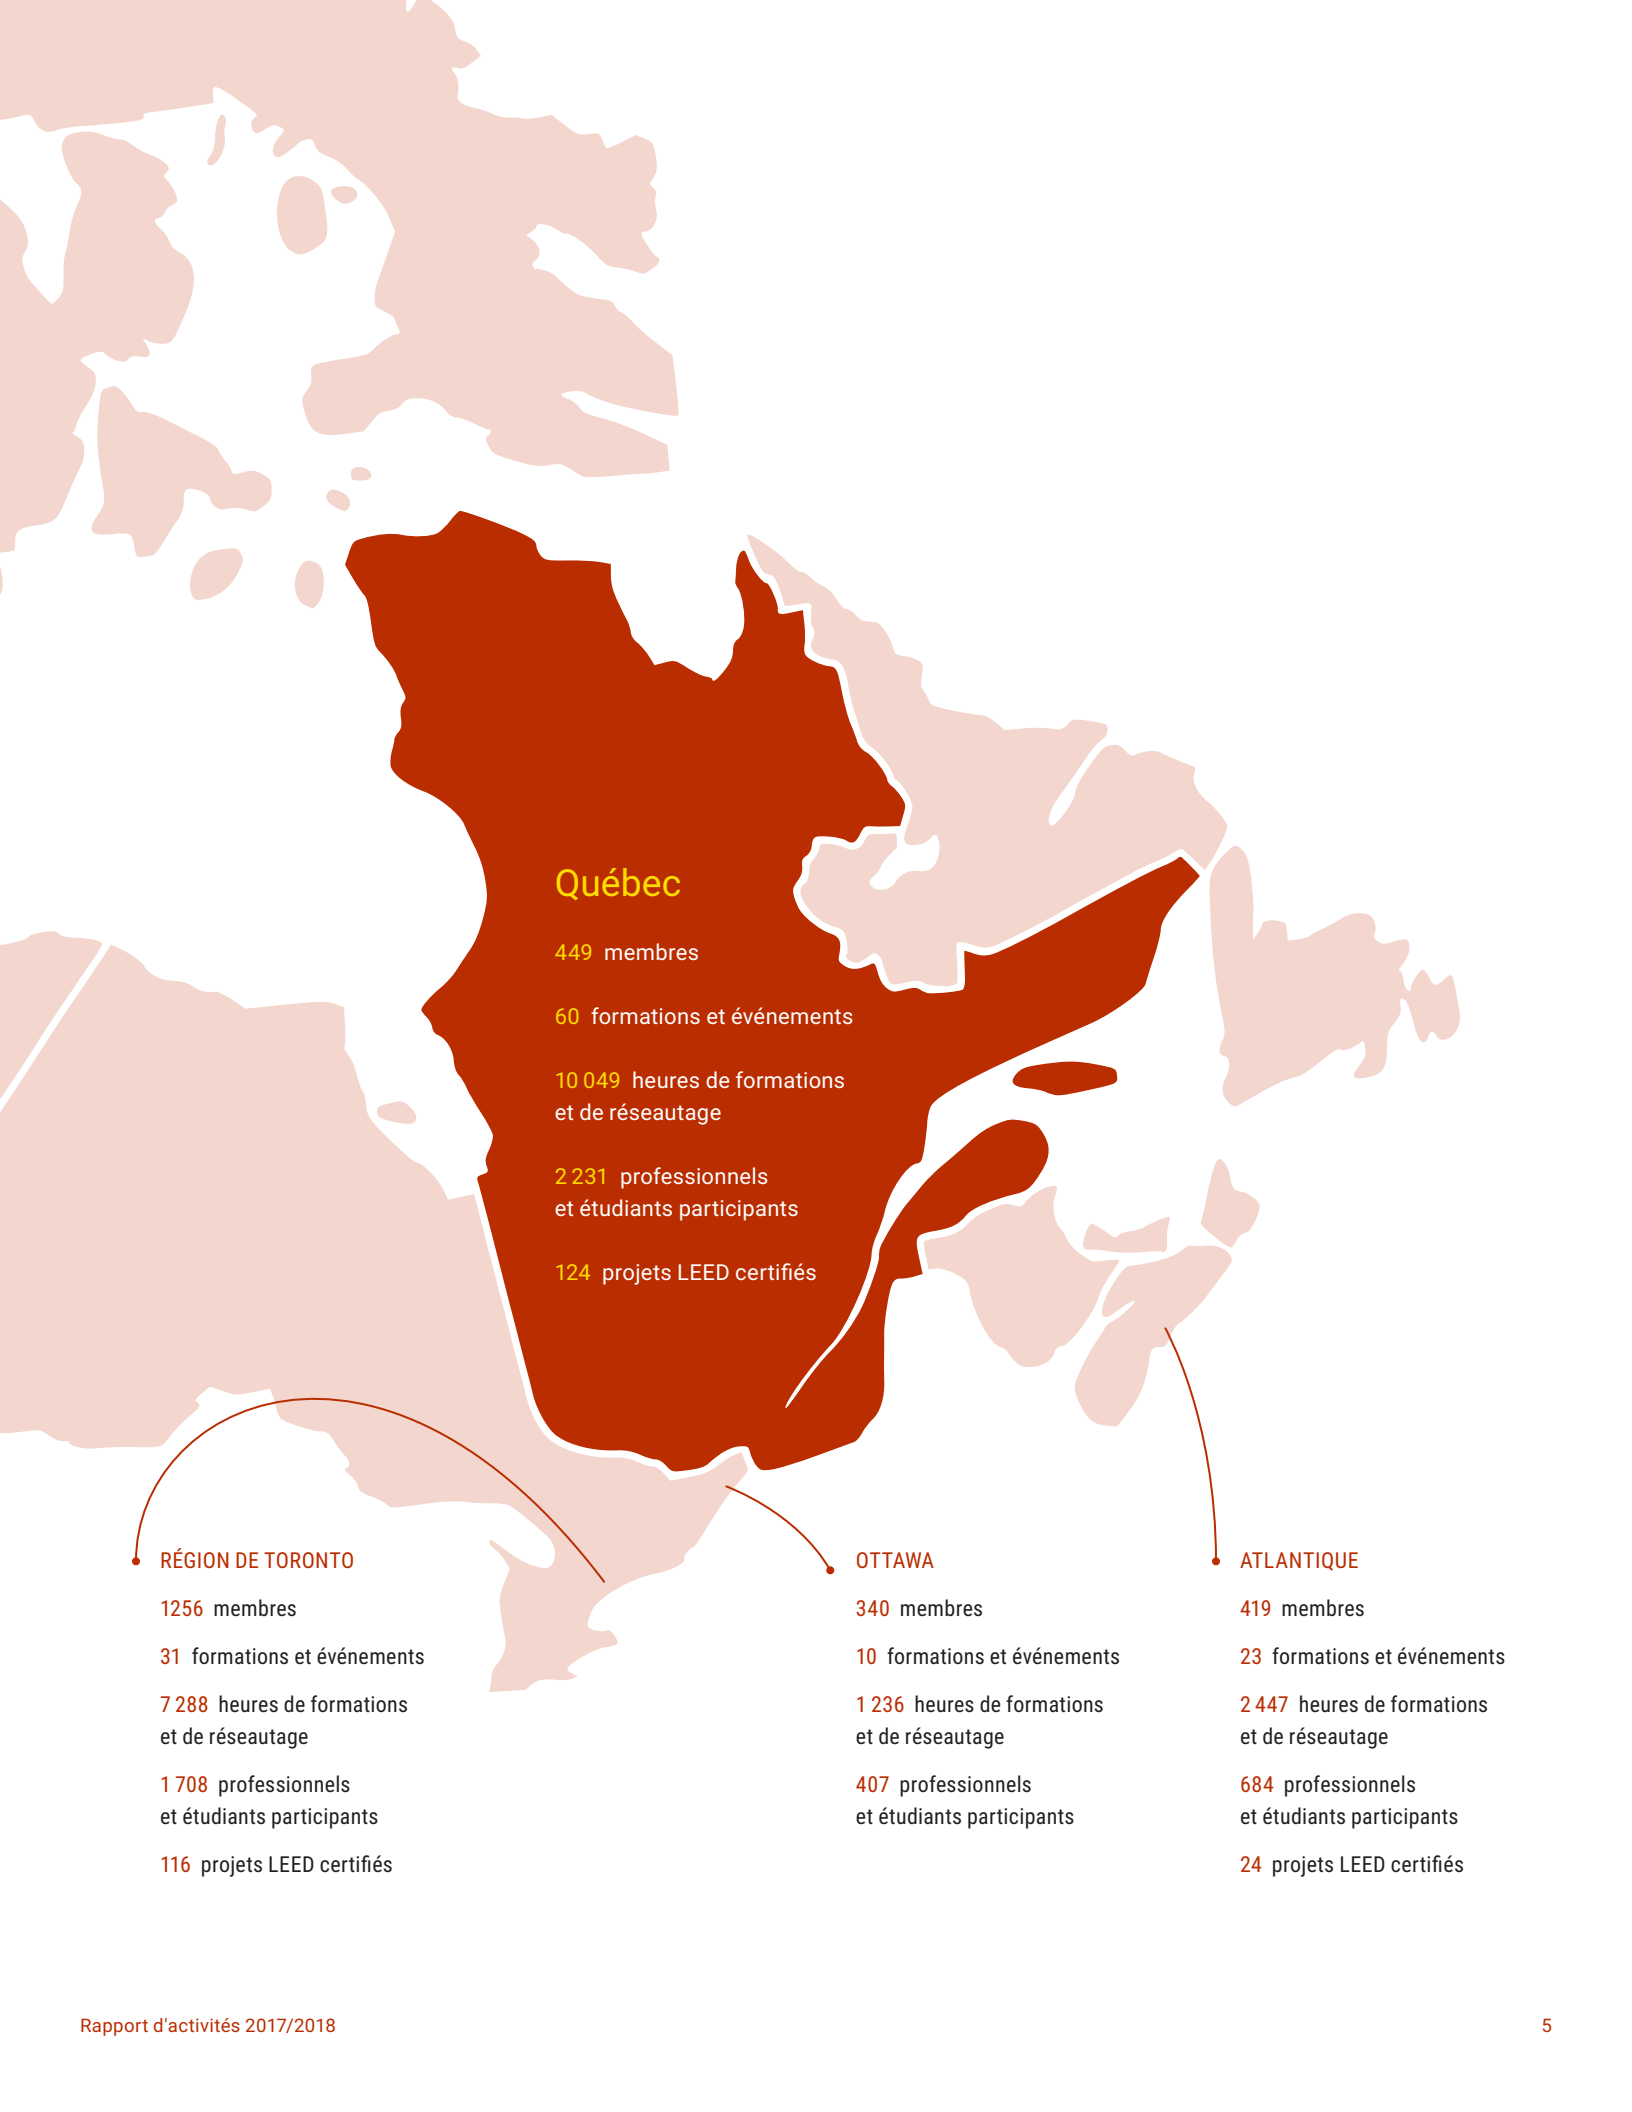 Québec
449 membres
60 formations et événements
10 049 heures de formations
et de réseautage
2 231 professionnels
et étudiants participants
124 projets LEED certifiés
RÉGION DE TORONTO
1256 membres
31 formations et événements
7 288 heures de formations
et de réseautage
1 708 professionnels
et étudiants participants
116 projets LEED certifiés
OTTAWA
340 membres
10 formations et événements
1 236 heures de formations
et de réseautage
407 professionnels
et étudiants participants
ATLANTIQUE
419 membres
23 formations et événements
2 447 heures de formations
et de réseautage
684 professionnels
et étudiants participants
24 projets LEED certifiés
Rapport d'activités 2017/2018
5